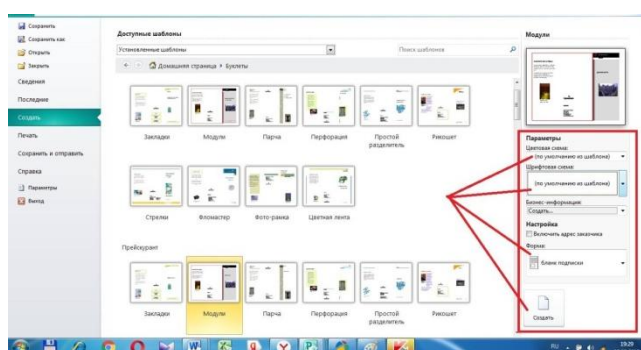 Сохранить
Сохранить как
Открыть
Закрыть
Сведения
Последние
Создать
Печать
Сохранить и отправить
Справка
Параметры
Выход
Доступные шаблоны
Установленные шаблоны
Поиск шаблонов
Домашняя страница
Буклеты
Закладки
Модули
Парча
Перфорация
Простой
разделитель
Рикошет
Стрелки
Фломастер
Фото-рамка
Цветная лента
Прейскурант
Закладки
Модули
Парча
Перфорация
Простой
разделитель
Рикошет
Модули
Параметры
Цветовая схема:
(по умолчанию из шаблона)
Шрифтовая схема:
(по умолчанию из шаблона)
Бизнес-информация:
Создать...
Настройка
Включить адрес заказчика
Форма:
бланк подписки
Создать
RU
19:29